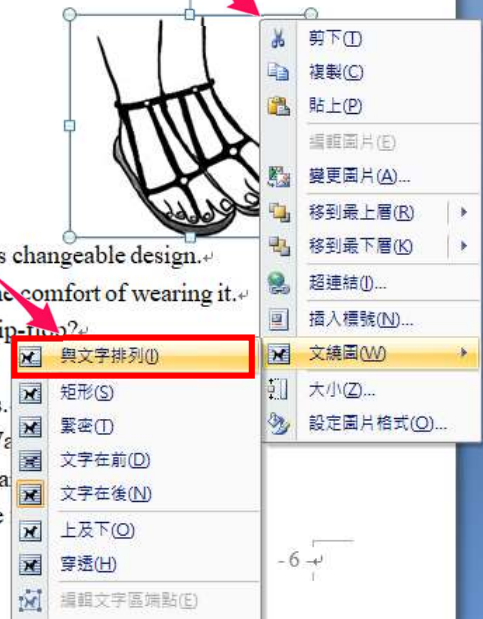 剪下(T)
複製(C)
貼上(P)
編輯圖片(E)
變更圖片(A)...
移到最上層(R)
移到最下層(K)
超連結(I)...
插入標號(N)...
文繞圖(W)
大小(Z)...
設定圖片格式(O)...
s changeable design.
comfort of wearing it.
與文字排列(I)
矩形(S)
緊密(T)
文字在前(D)
文字在後(N)
上及下(O)
穿透(H)
編輯文字區端點(E)
- 6 -